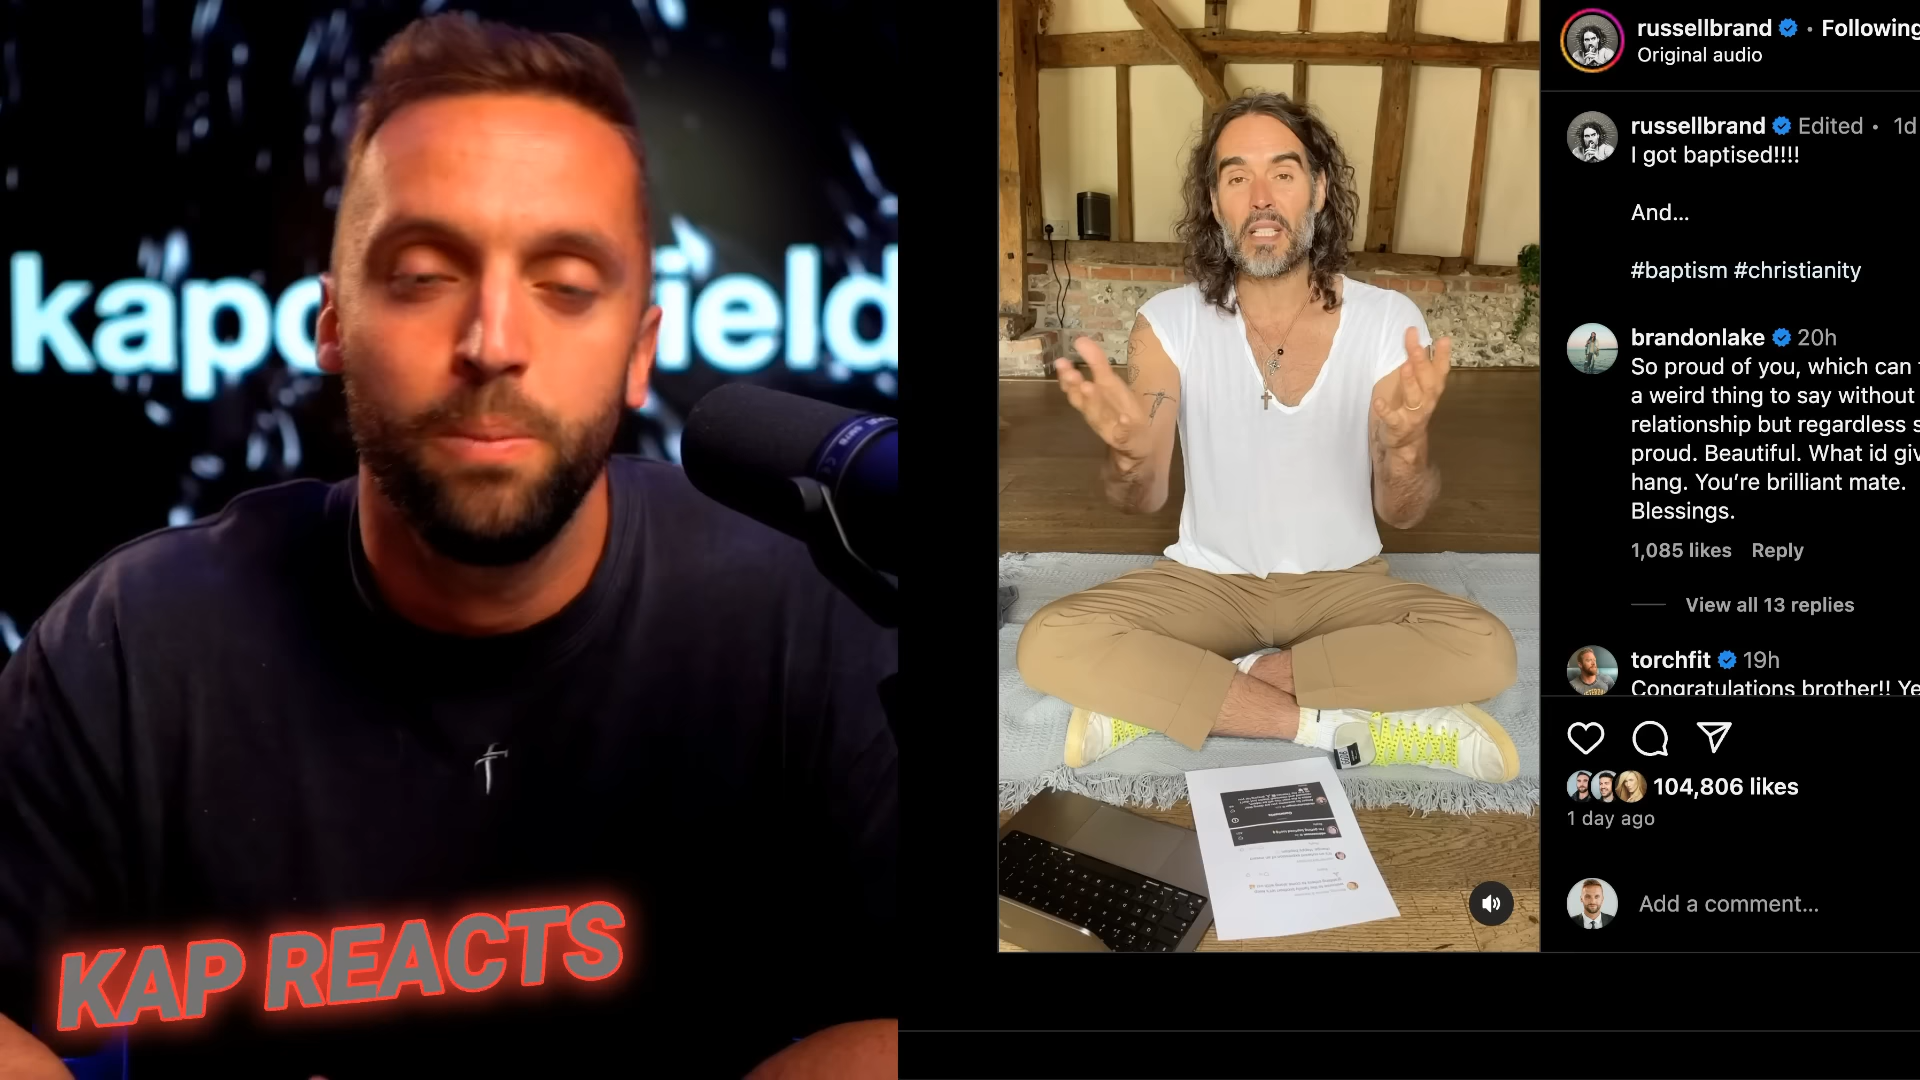 kap
ield
KAP REACTS
russellbrand • Following
Original audio
russellbrand Edited • 1d
I got baptised!!!!
And...
#baptism #christianity
brandonlake 20h
So proud of you, which can
a weird thing to say without
relationship but regardless s
proud. Beautiful. What id giv
hang. You’re brilliant mate.
Blessings.
1,085 likes Reply
View all 13 replies
torchfit 19h
Congratulations brother!! Ye
104,806 likes
1 day ago
Add a comment...